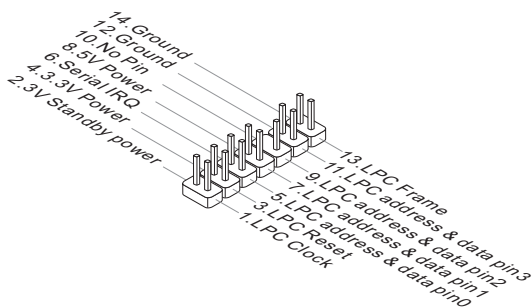 14.Ground
12.Ground
10.No Pin
8.5V Power
6.Serial IRQ
4.3.3V Power
2.3V Standby power
13.LPC Frame
11.LPC address & data pin3
9.LPC address & data pin2
7.LPC address & data pin1
5.LPC address & data pin0
3.LPC Reset
1.LPC Clock